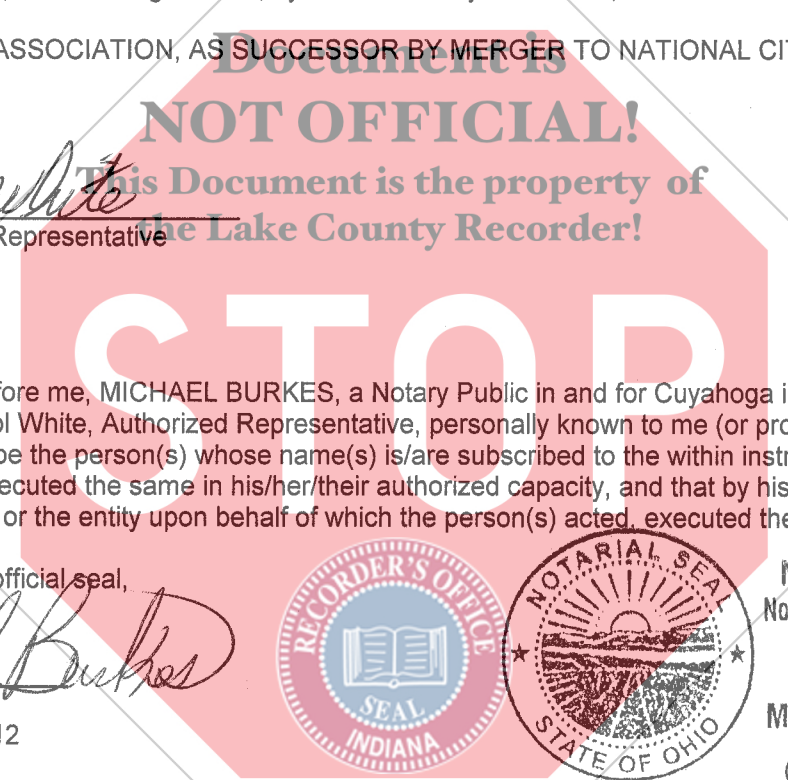 ASSOCIATION, AS SUCCESSOR BY MERGER TO NATIONAL CIT
Document is
NOT OFFICIAL!
This Document is the property of
the Lake County Recorder!
White
Representative
STOP
fore me, MICHAEL BURKES, a Notary Public in and for Cuyahoga i
ol White, Authorized Representative, personally known to me (or pro
be the person(s) whose name(s) is/are subscribed to the within instr
ecuted the same in his/her/their authorized capacity, and that by his
or the entity upon behalf of which the person(s) acted, executed the
official seal,
Burkes
12
RECORDER'S OFFICE
SEAL
INDIANA
NOTARIAL SEAL
STATE OF OHIO
No
M